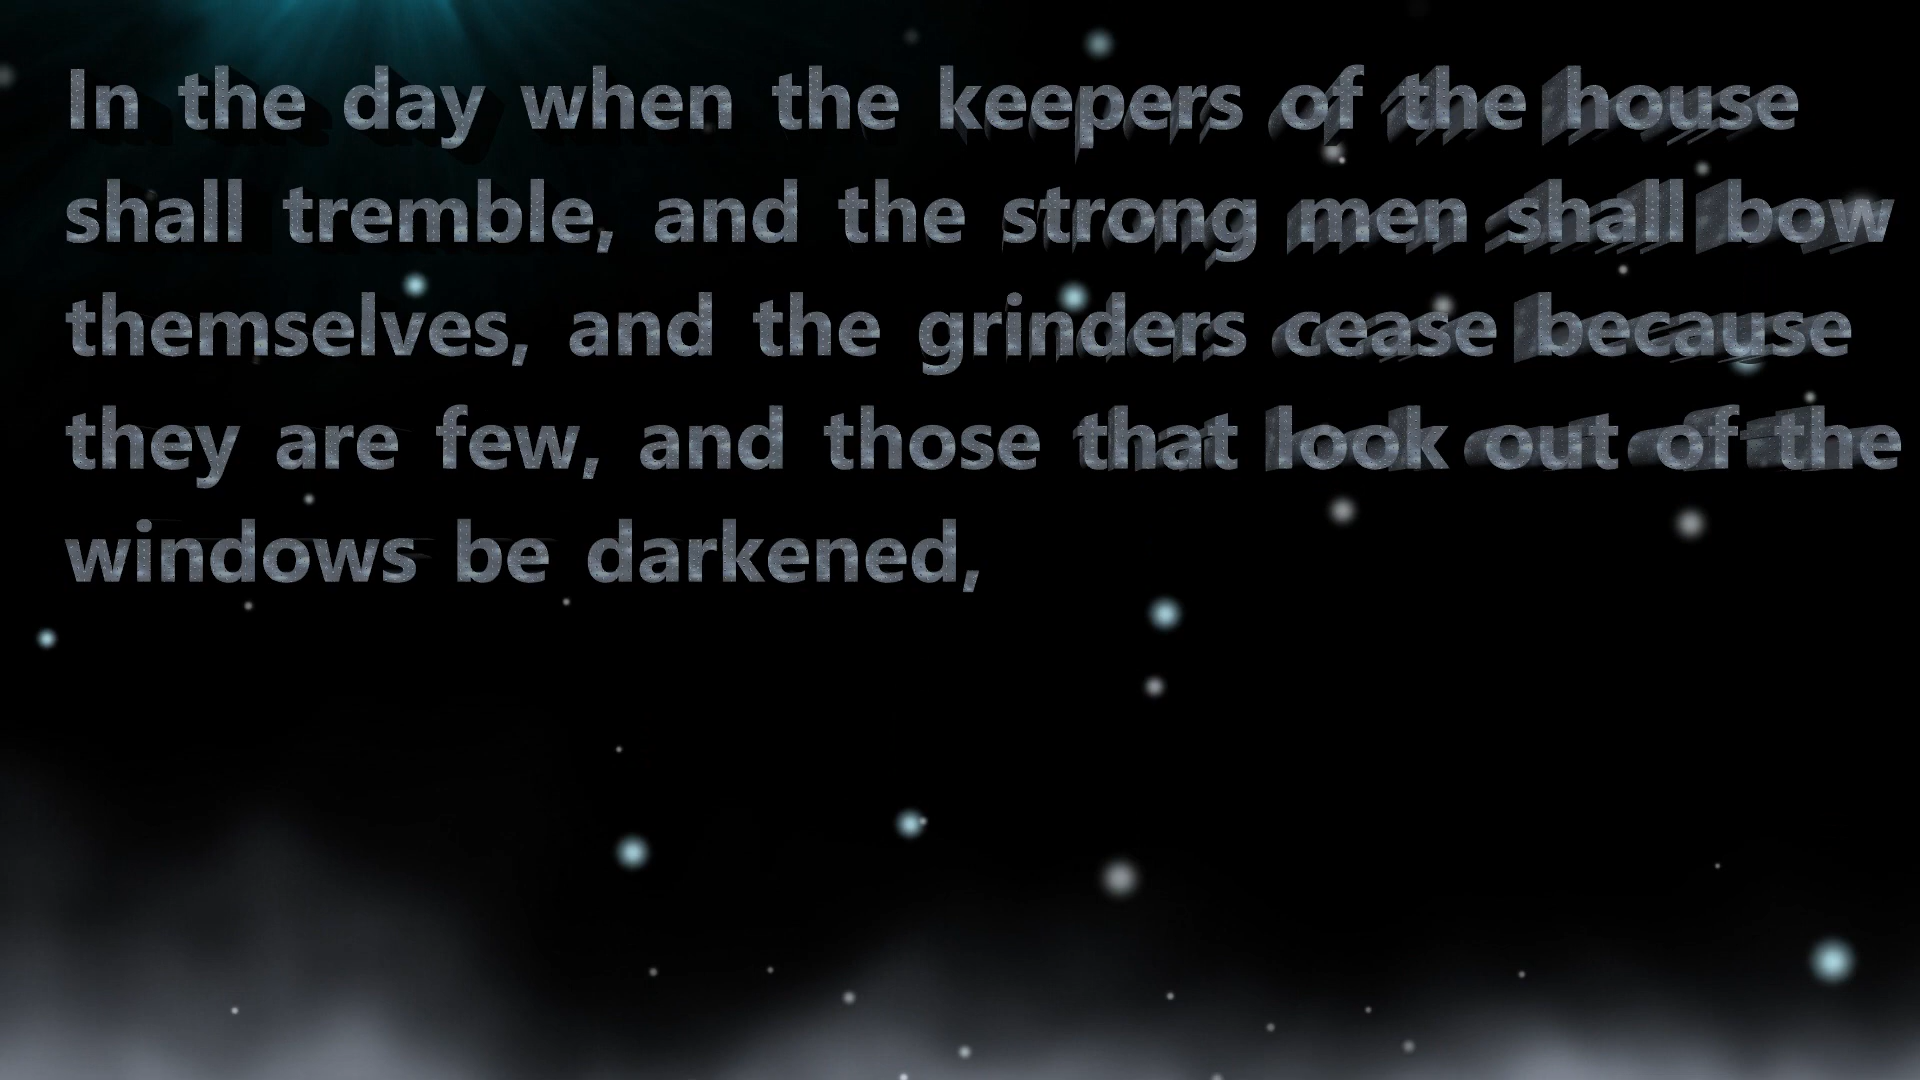 In the day when the keepers of the house
shall tremble, and the strong men shall bow
themselves, and the grinders cease because
they are few, and those that look out of the
windows be darkened,